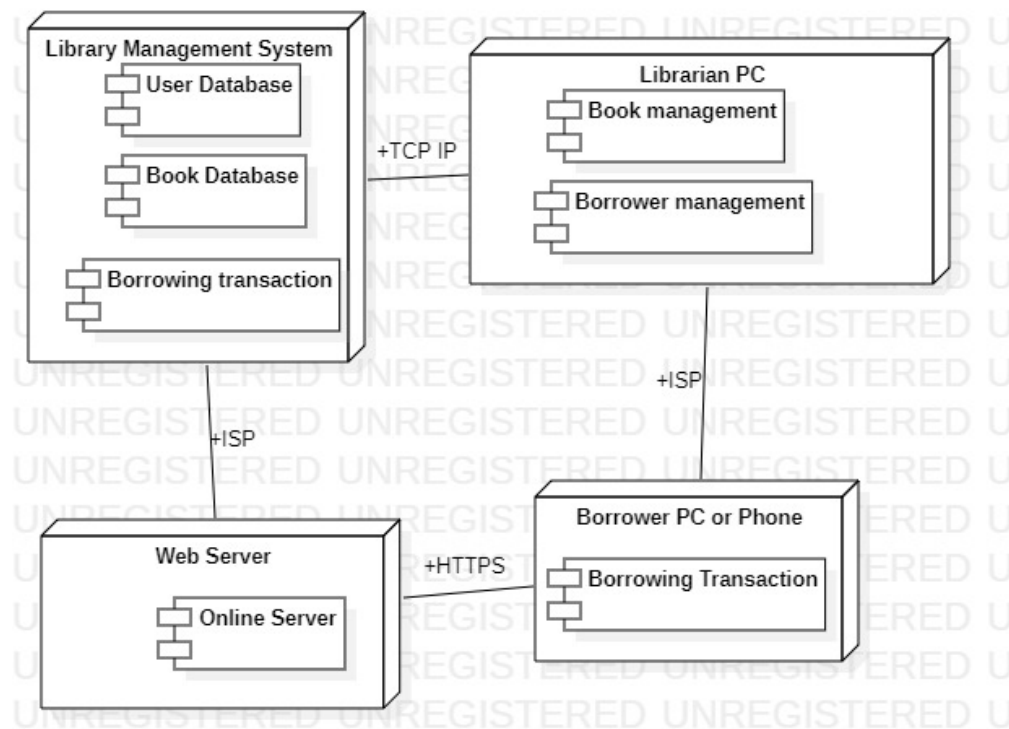 Library Management System
User Database
Book Database
Borrowing transaction
+TCP IP
Librarian PC
Book management
Borrower management
+ISP
+ISP
Web Server
Online Server
+HTTPS
Borrower PC or Phone
Borrowing Transaction
UNREGISTERED